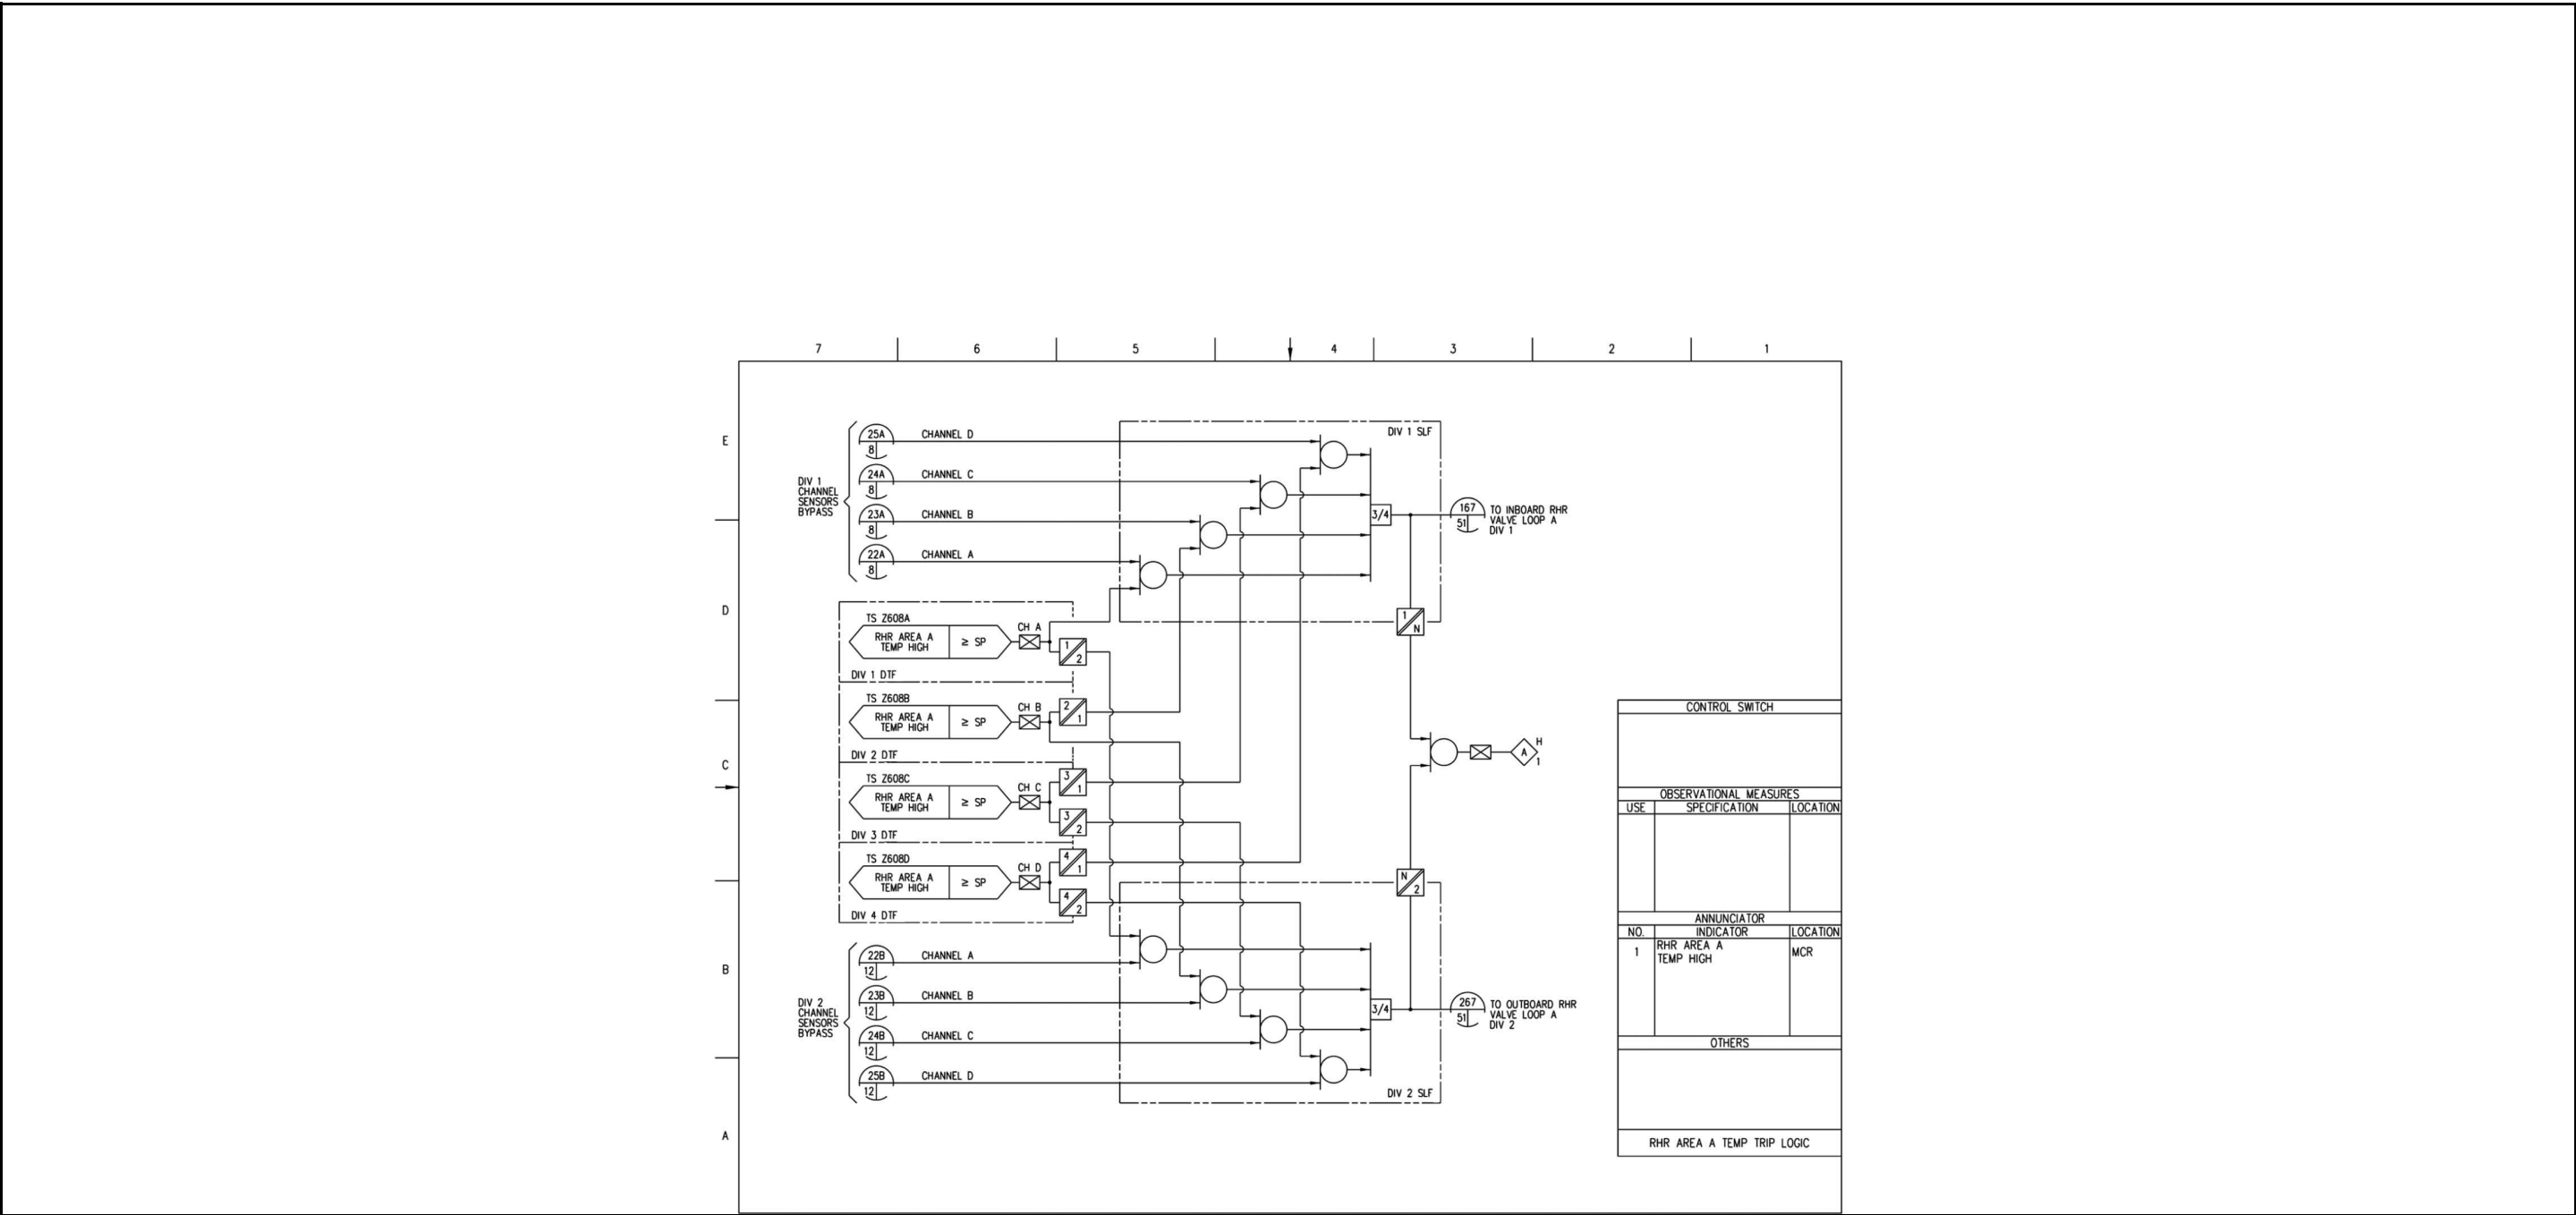 7 6 5 4 3 2 1
E
D
C
B
A
DIV 1
CHANNEL
SENSORS
BYPASS
25A
8
CHANNEL D
24A
8
CHANNEL C
23A
8
CHANNEL B
22A
8
CHANNEL A
DIV 1 SLF
3/4
167
51
TO INBOARD RHR
VALVE LOOP A
DIV 1
1
N
TS Z608A
RHR AREA A
TEMP HIGH
≥ SP
CH A
1
2
DIV 1 DTF
TS Z608B
RHR AREA A
TEMP HIGH
≥ SP
CH B
2
1
DIV 2 DTF
TS Z608C
RHR AREA A
TEMP HIGH
≥ SP
CH C
3
1
3
2
DIV 3 DTF
TS Z608D
RHR AREA A
TEMP HIGH
≥ SP
CH D
4
1
4
2
DIV 4 DTF
A
H
1
N
2
DIV 2
CHANNEL
SENSORS
BYPASS
22B
12
CHANNEL A
23B
12
CHANNEL B
24B
12
CHANNEL C
25B
12
CHANNEL D
3/4
267
51
TO OUTBOARD RHR
VALVE LOOP A
DIV 2
DIV 2 SLF
CONTROL SWITCH
OBSERVATIONAL MEASURES
USE SPECIFICATION LOCATION
ANNUNCIATOR
NO. INDICATOR LOCATION
1 RHR AREA A
TEMP HIGH MCR
OTHERS
RHR AREA A TEMP TRIP LOGIC